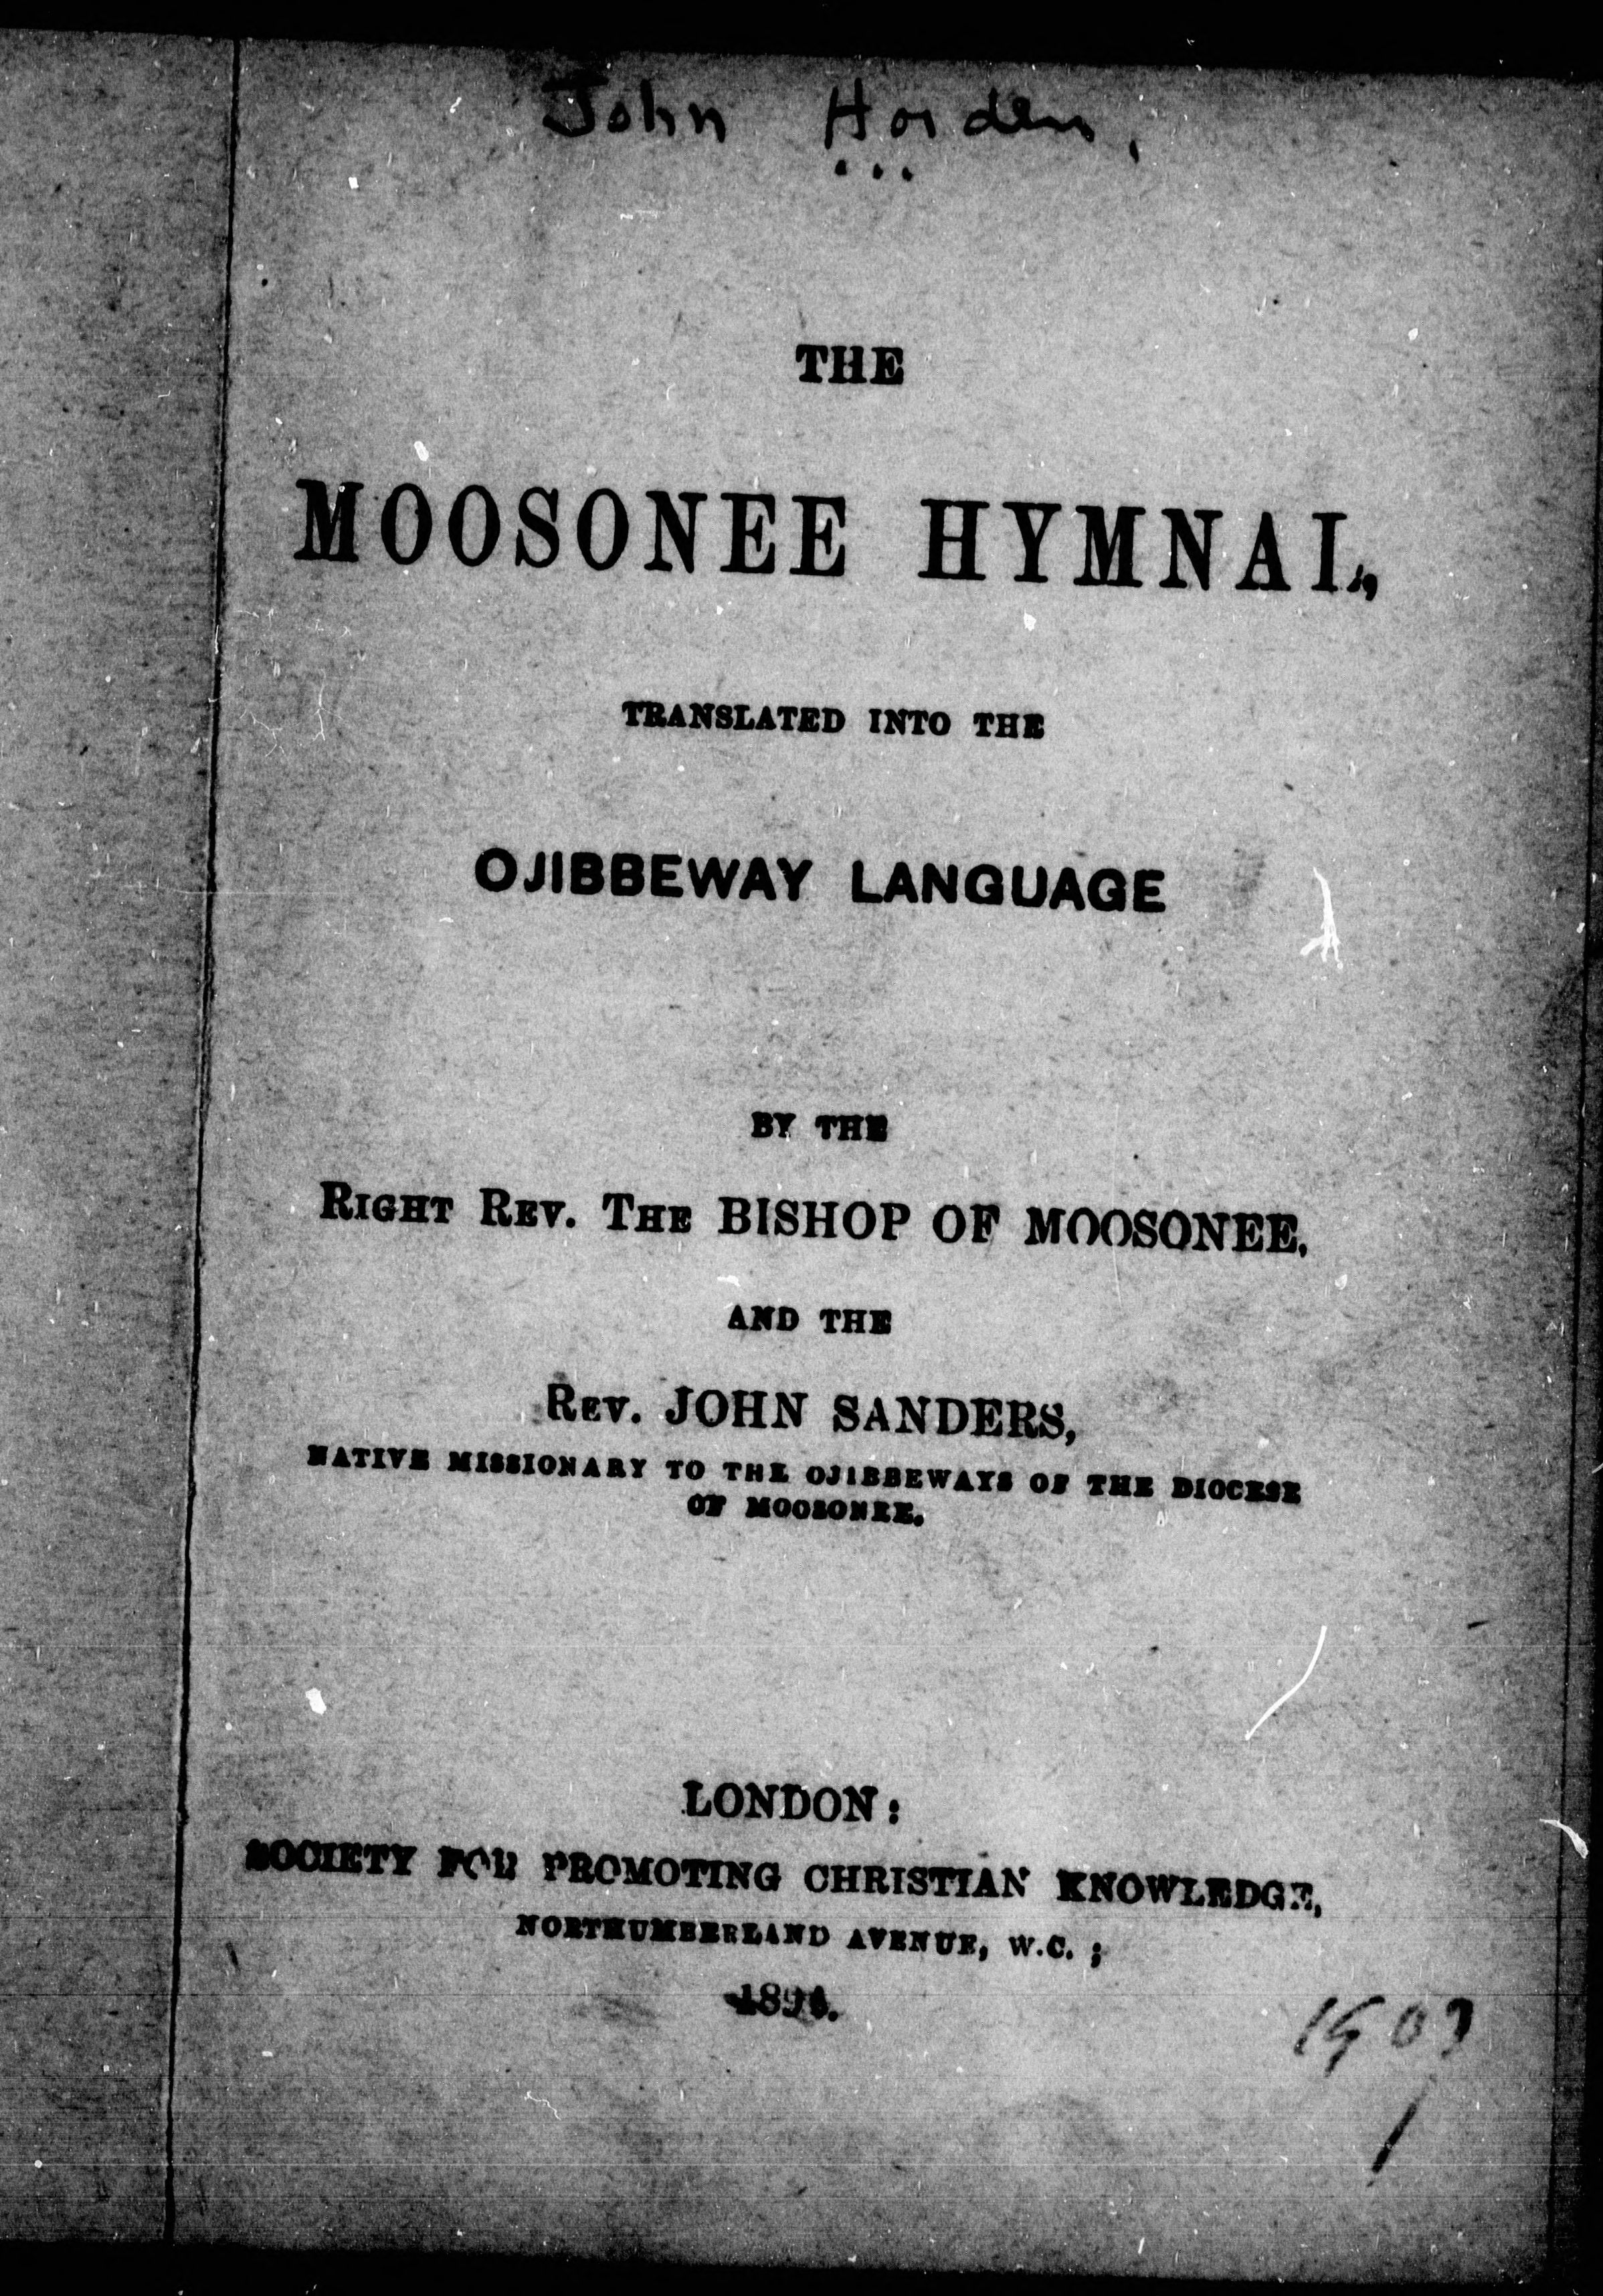 John Horden,
THE
MOOSONEE HYMNAL,
TRANSLATED INTO THE
OJIBBEWAY LANGUAGE
BY THE
RIGHT REV. THE BISHOP OF MOOSONEE,
AND THE
REV. JOHN SANDERS,
NATIVE MISSIONARY TO THE OJIBBEWAYS OF THE DIOCESE
OF MOOSONEE.
LONDON:
SOCIETY FOR PROMOTING CHRISTIAN KNOWLEDGE,
NORTHUMBERLAND AVENUE, W.C.;